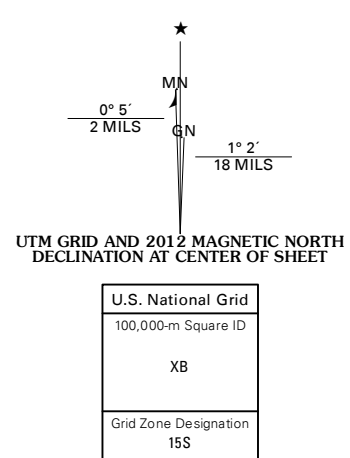 ★
MN
0° 5´
2 MILS
GN
1° 2´
18 MILS
UTM GRID AND 2012 MAGNETIC NORTH
DECLINATION AT CENTER OF SHEET
U.S. National Grid
100,000-m Square ID
XB
Grid Zone Designation
15S